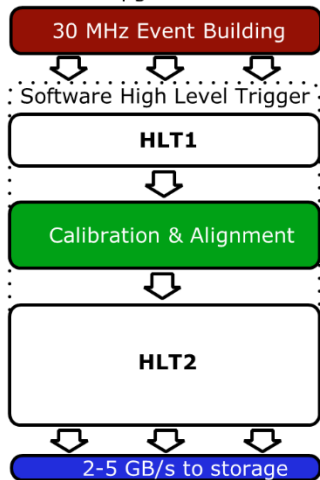 30 MHz Event Building
Software High Level Trigger
HLT1
Calibration & Alignment
HLT2
2-5 GB/s to storage